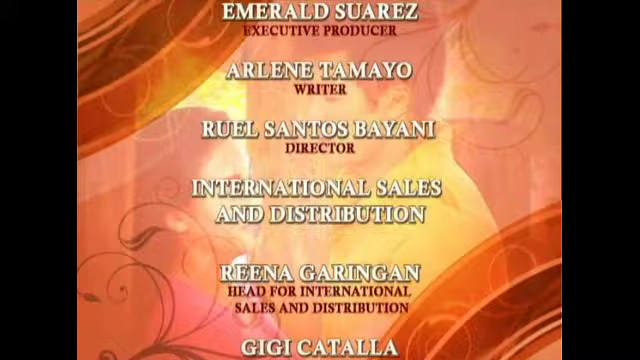 EMERALD SUAREZ
EXECUTIVE PRODUCER
ARLENE TAMAYO
WRITER
RUEL SANTOS BAYANI
DIRECTOR
INTERNATIONAL SALES
AND DISTRIBUTION
REENA GARINGAN
HEAD FOR INTERNATIONAL
SALES AND DISTRIBUTION
GIGI CATALLA